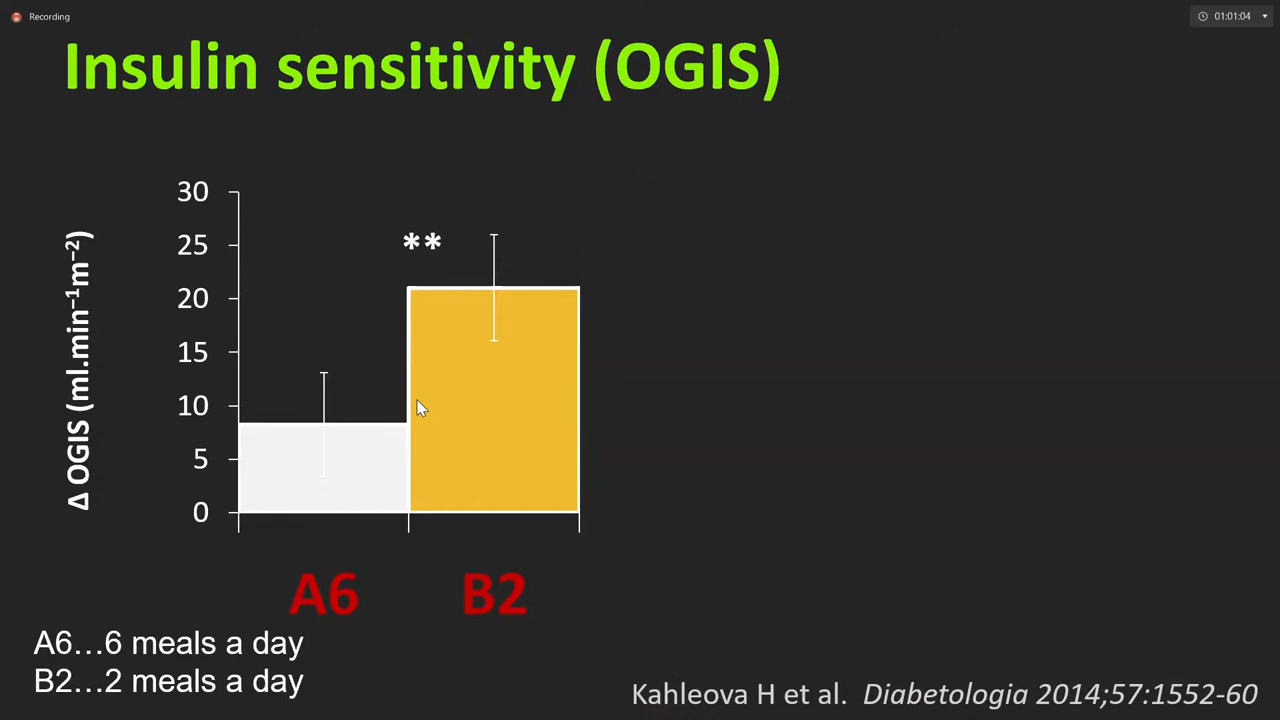 Recording
01:01:04
Insulin sensitivity (OGIS)
30
25
20
15
10
5
0
Δ OGIS (ml.min⁻¹m⁻²)
**
A6
B2
A6…6 meals a day
B2…2 meals a day
Kahleova H et al. Diabetologia 2014;57:1552-60